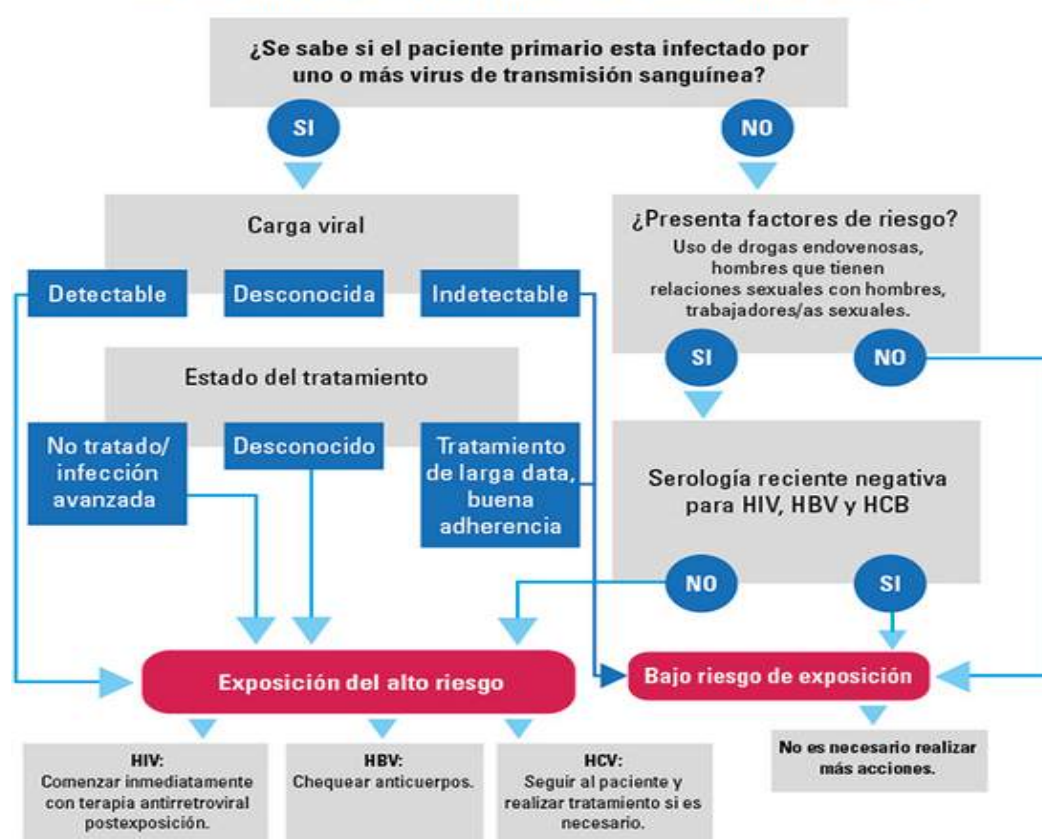 ¿Se sabe si el paciente primario esta infectado por
uno o más virus de transmisión sanguínea?
SI
NO
Carga viral
Detectable
Desconocida
Indetectable
¿Presenta factores de riesgo?
Uso de drogas endovenosas,
hombres que tienen
relaciones sexuales con hombres,
trabajadores/as sexuales.
SI
NO
Estado del tratamiento
No tratado/
infección
avanzada
Desconocido
Tratamiento
de larga data,
buena
adherencia
Serología reciente negativa
para HIV, HBV y HCB
NO
SI
Exposición del alto riesgo
Bajo riesgo de exposición
HIV:
Comenzar inmediatamente
con terapia antirretroviral
postexposición.
HBV:
Chequear anticuerpos.
HCV:
Seguir al paciente y
realizar tratamiento si es
necesario.
No es necesario realizar
más acciones.